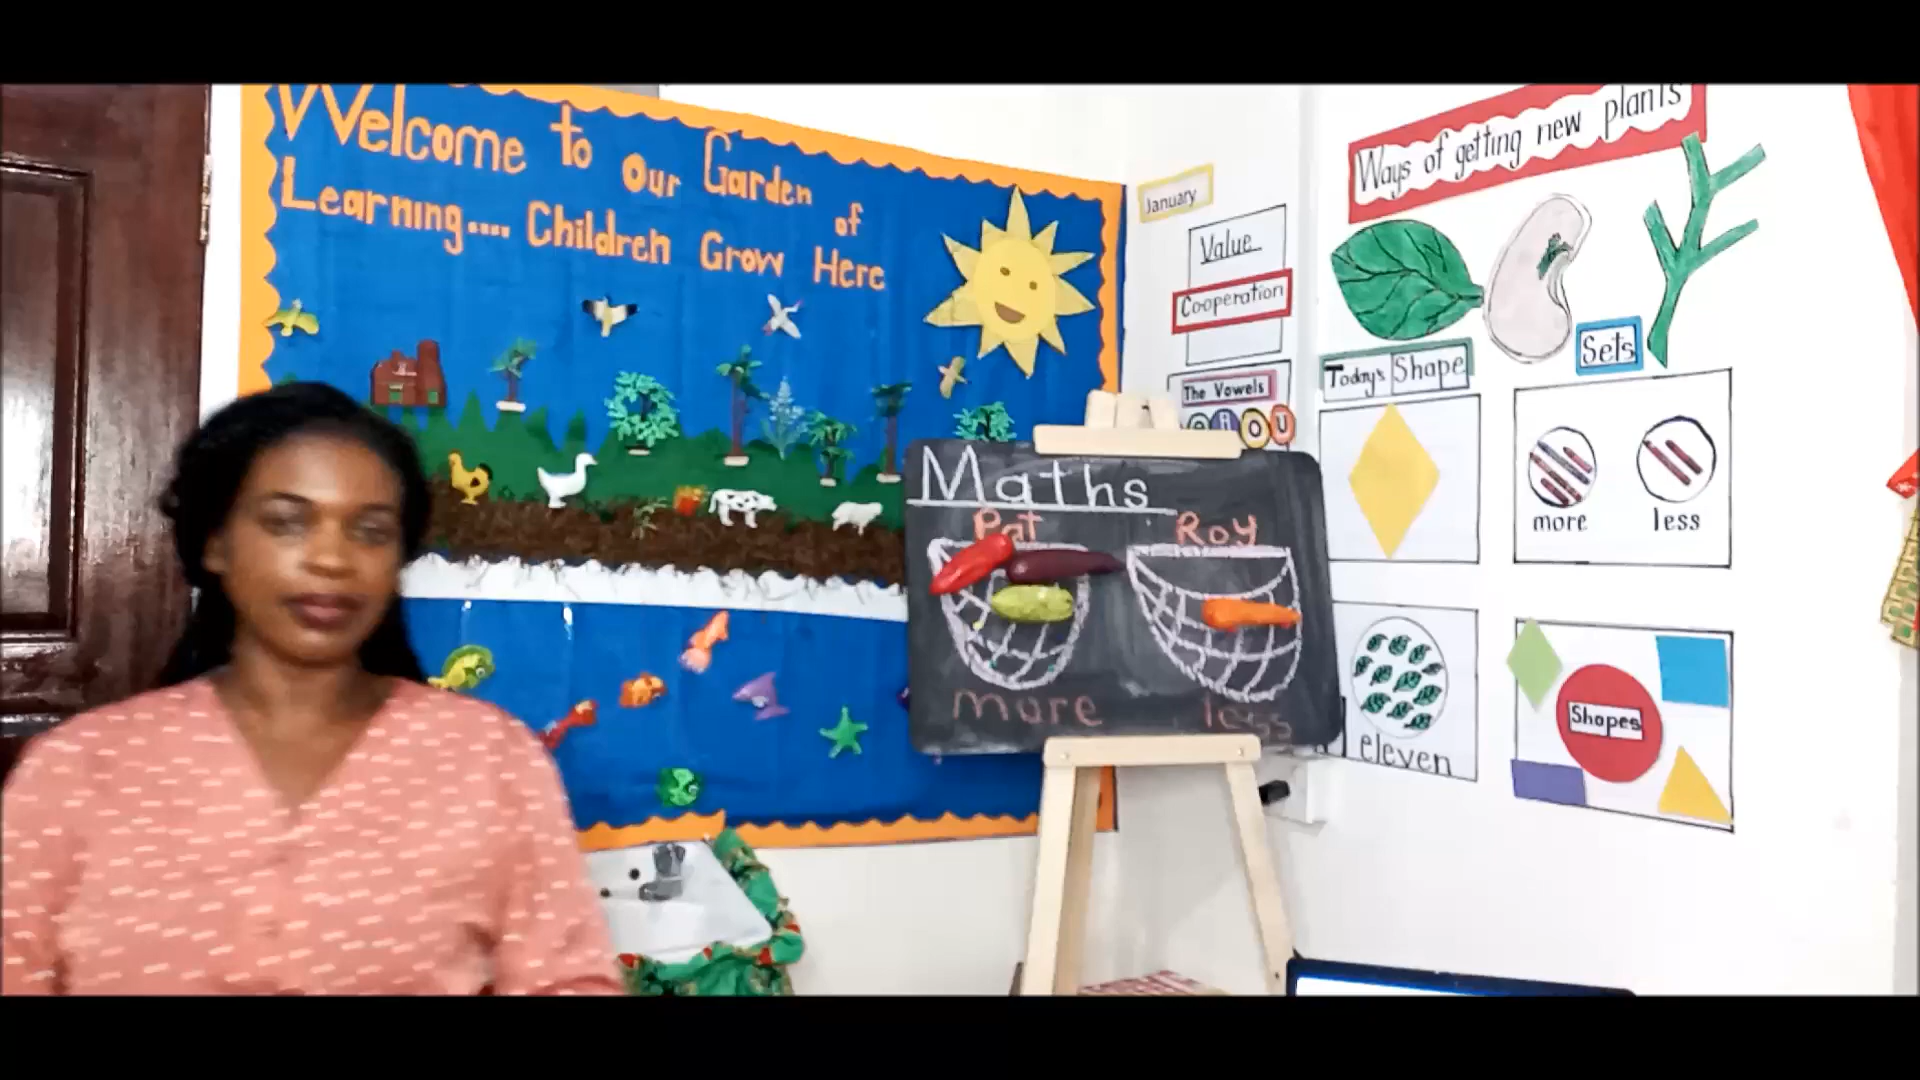 Welcome to our Garden of
Learning.... Children Grow Here
January
Value
Cooperation
The Vowels
i o u
Maths
Pat Roy
more less
Ways of getting new plants
Today's Shape
Sets
more less
eleven
Shapes